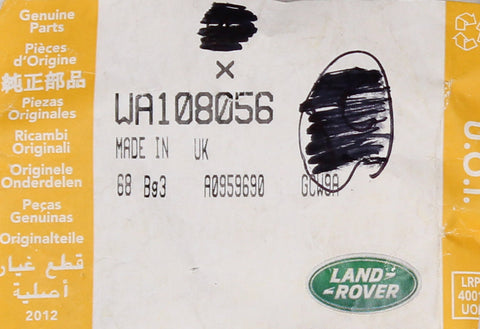 Genuine
Parts
Pièces
d'Origine
純正部品
Piezas
Originales
Ricambi
Originali
Originele
Onderdelen
Peças
Genuinas
Originalteile
قطع غيار
أصلية
2012
X
WA108056
MADE IN UK
68 Bg3 A0959690 GCW9A
LAND
ROVER
U.O.I.
LRP